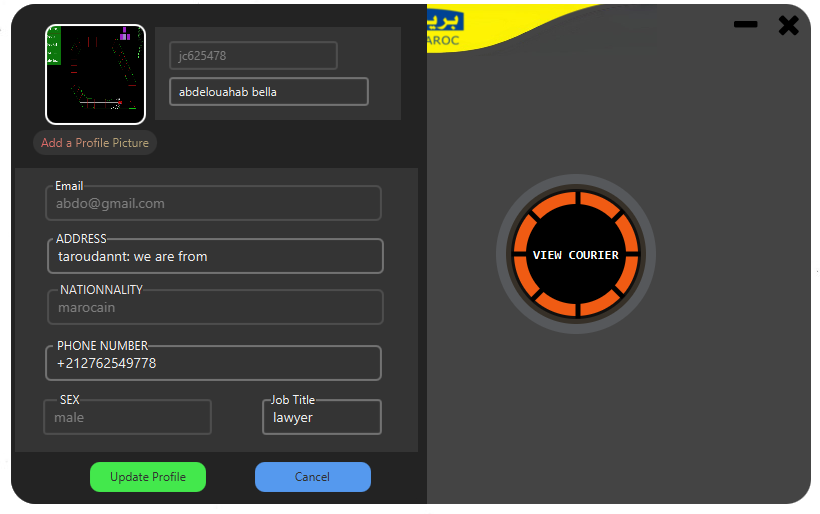 بريد
AROC
jc625478
abdelouahab bella
Add a Profile Picture
Email
abdo@gmail.com
ADDRESS
taroudannt: we are from
NATIONNALITY
marocain
PHONE NUMBER
+212762549778
SEX
male
Job Title
lawyer
Update Profile
Cancel
VIEW COURIER